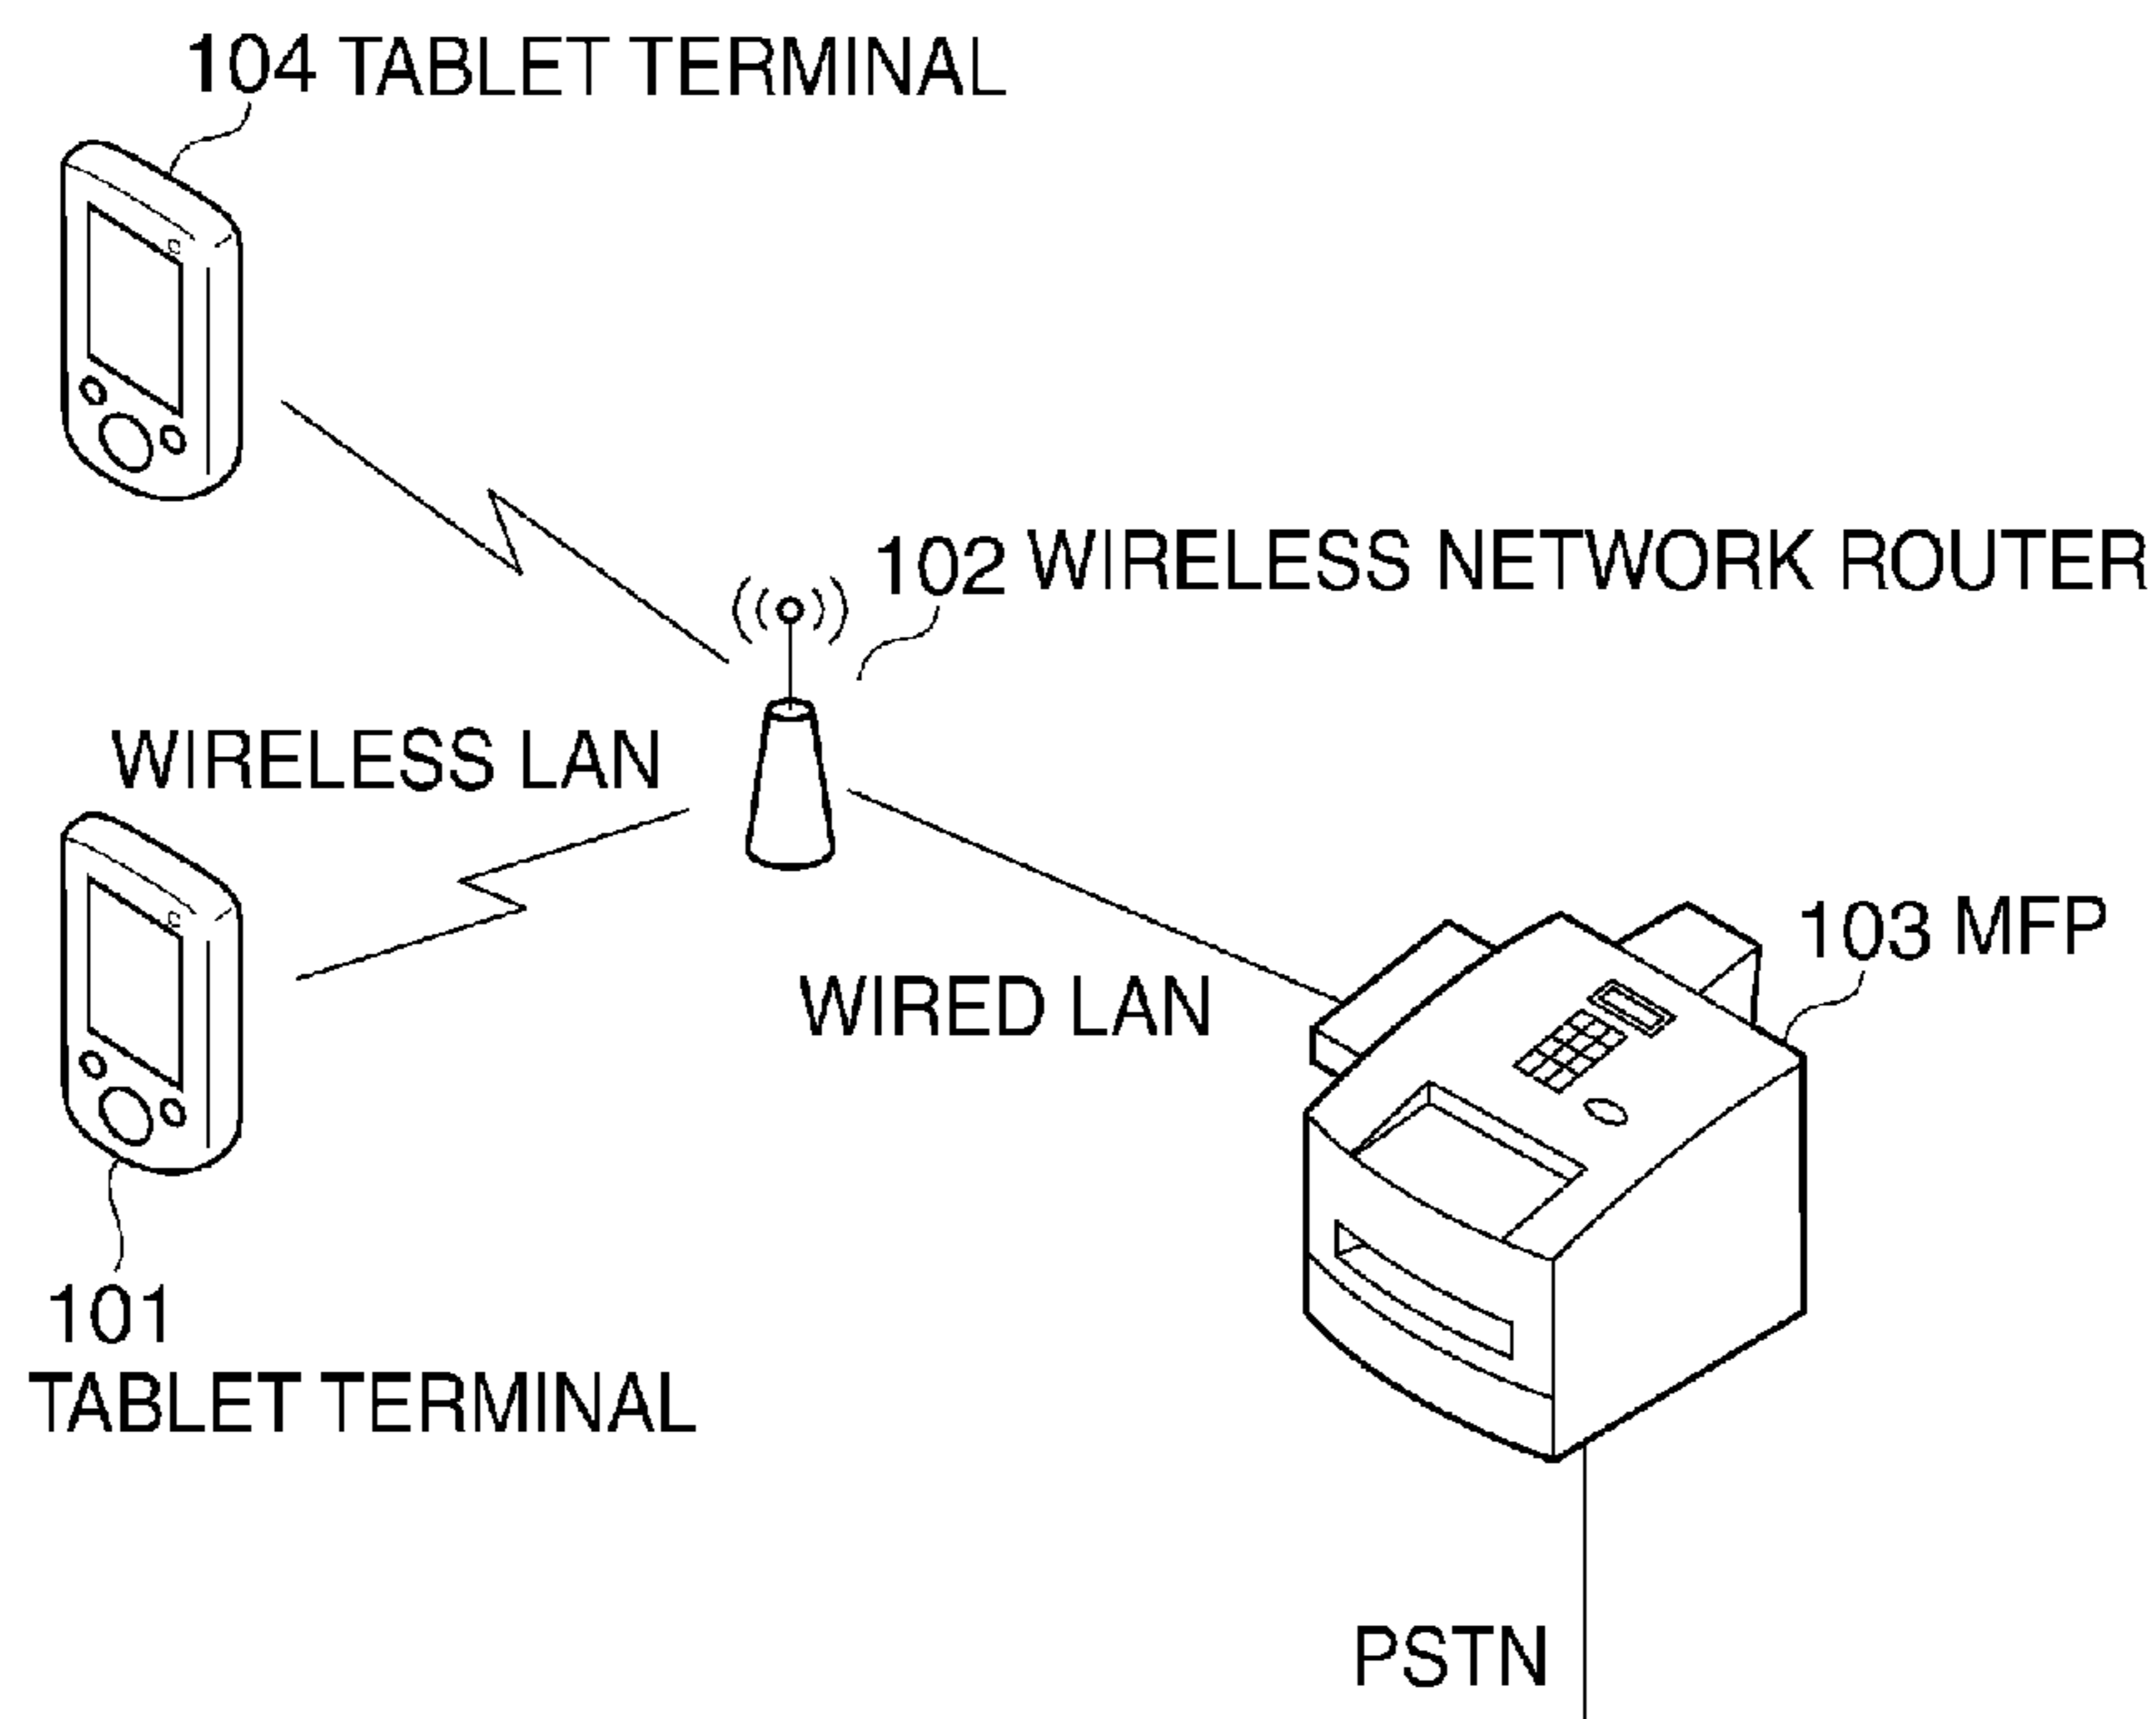 104 TABLET TERMINAL
102 WIRELESS NETWORK ROUTER
WIRELESS LAN
103 MFP
WIRED LAN
101
TABLET TERMINAL
PSTN